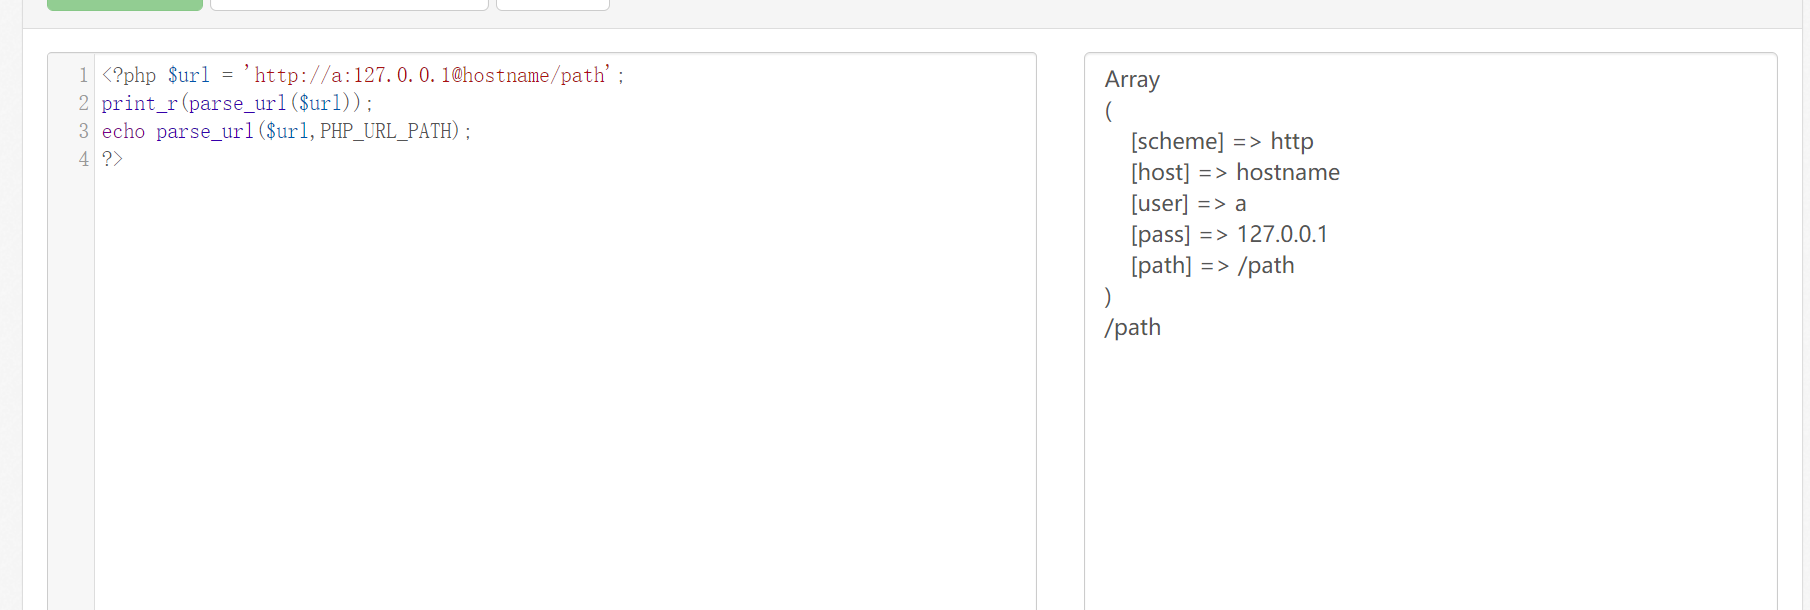 1 <?php $url = 'http://a:127.0.0.1@hostname/path';
2 print_r(parse_url($url));
3 echo parse_url($url,PHP_URL_PATH);
4 ?>
Array
(
[scheme] => http
[host] => hostname
[user] => a
[pass] => 127.0.0.1
[path] => /path
)
/path